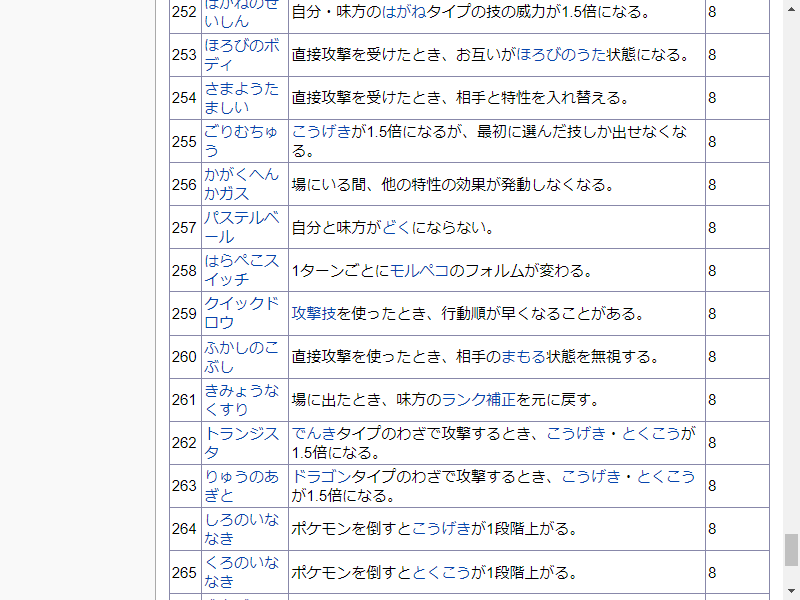 252
はがねのせ
いしん
自分・味方のはがねタイプの技の威力が1.5倍になる。
8
253
ほろびのボ
ディ
直接攻撃を受けたとき、お互いがほろびのうた状態になる。
8
254
さまようた
ましい
直接攻撃を受けたとき、相手と特性を入れ替える。
8
255
ごりむちゅ
う
こうげきが1.5倍になるが、最初に選んだ技しか出せなくな
る。
8
256
かがくへん
かガス
場にいる間、他の特性の効果が発動しなくなる。
8
257
パステルベ
ール
自分と味方がどくにならない。
8
258
はらぺこス
イッチ
1ターンごとにモルペコのフォルムが変わる。
8
259
クイックド
ロウ
攻撃技を使ったとき、行動順が早くなることがある。
8
260
ふかしのこ
ぶし
直接攻撃を使ったとき、相手のまもる状態を無視する。
8
261
きみょうな
くすり
場に出たとき、味方のランク補正を元に戻す。
8
262
トランジス
タ
でんきタイプのわざで攻撃するとき、こうげき・とくこうが
1.5倍になる。
8
263
りゅうのあ
ぎと
ドラゴンタイプのわざで攻撃するとき、こうげき・とくこう
が1.5倍になる。
8
264
しろのいな
なき
ポケモンを倒すとこうげきが1段階上がる。
8
265
くろのいな
なき
ポケモンを倒すととくこうが1段階上がる。
8